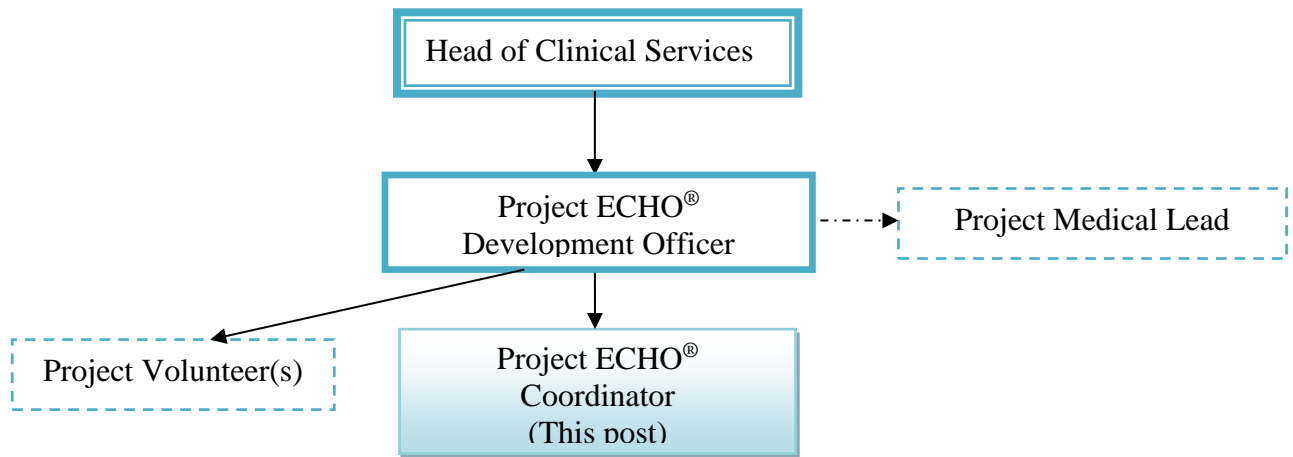 Head of Clinical Services
Project ECHO®
Development Officer
Project Medical Lead
Project Volunteer(s)
Project ECHO®
Coordinator
(This post)